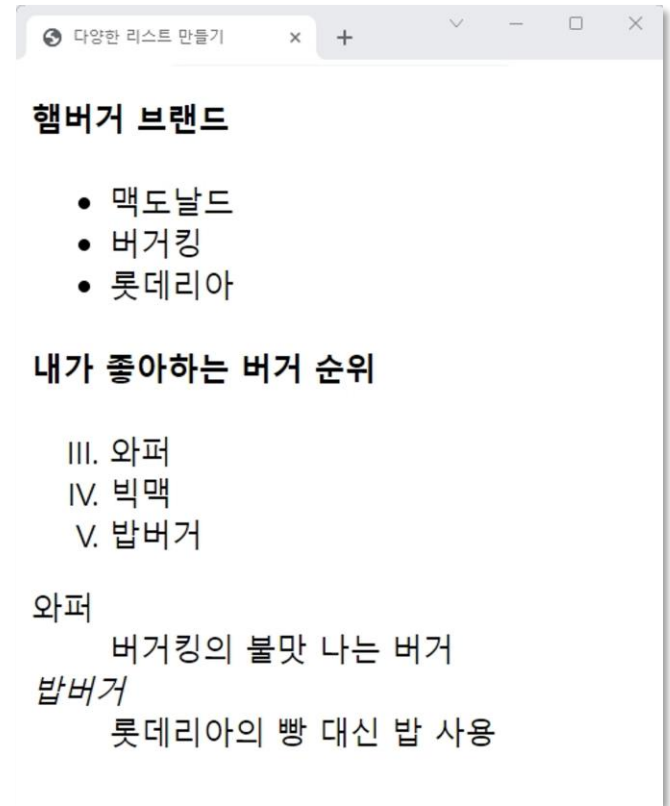 다양한 리스트 만들기
햄버거 브랜드
• 맥도날드
• 버거킹
• 롯데리아
내가 좋아하는 버거 순위
III. 와퍼
IV. 빅맥
V. 밥버거
와퍼
버거킹의 불맛 나는 버거
밥버거
롯데리아의 빵 대신 밥 사용